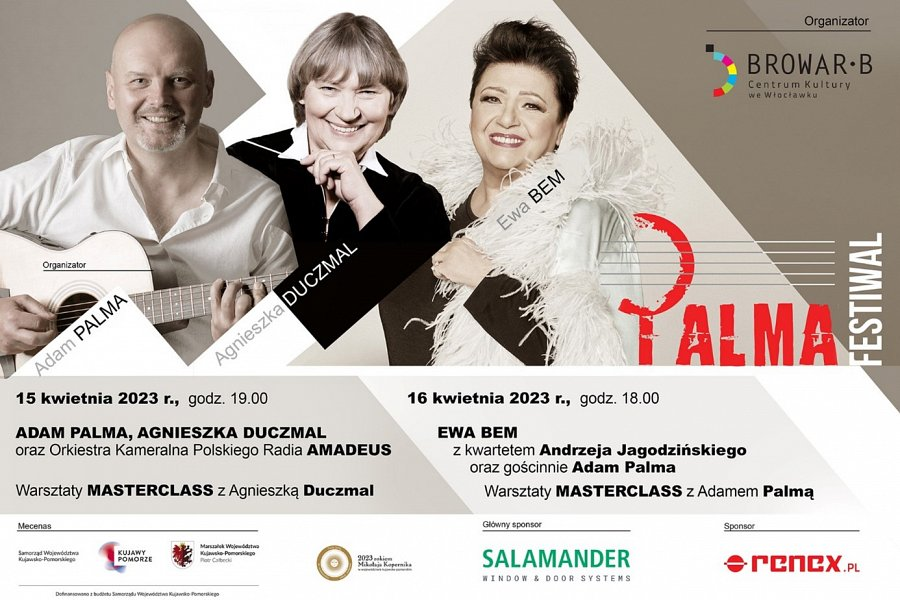 Organizator
BROWAR•B
Centrum Kultury
we Włocławku
Organizator
Adam PALMA
Agnieszka DUCZMAL
Ewa BEM
PALMA
FESTIWAL
15 kwietnia 2023 r., godz. 19.00
ADAM PALMA, AGNIESZKA DUCZMAL
oraz Orkiestra Kameralna Polskiego Radia AMADEUS
Warsztaty MASTERCLASS z Agnieszką Duczmal
16 kwietnia 2023 r., godz. 18.00
EWA BEM
z kwartetem Andrzeja Jagodzińskiego
oraz gościnnie Adam Palma
Warsztaty MASTERCLASS z Adamem Palmą
Mecenas
Samorząd Województwa
Kujawsko-Pomorskiego
KUJAWY
POMORZE
Marszałek Województwa
Kujawsko-Pomorskiego
Piotr Całbecki
2023 rokiem
Mikołaja Kopernika
w województwie kujawsko-pomorskim
Dofinansowano z budżetu Samorządu Województwa Kujawsko-Pomorskiego
Główny sponsor
SALAMANDER
WINDOW & DOOR SYSTEMS
Sponsor
renex.PL